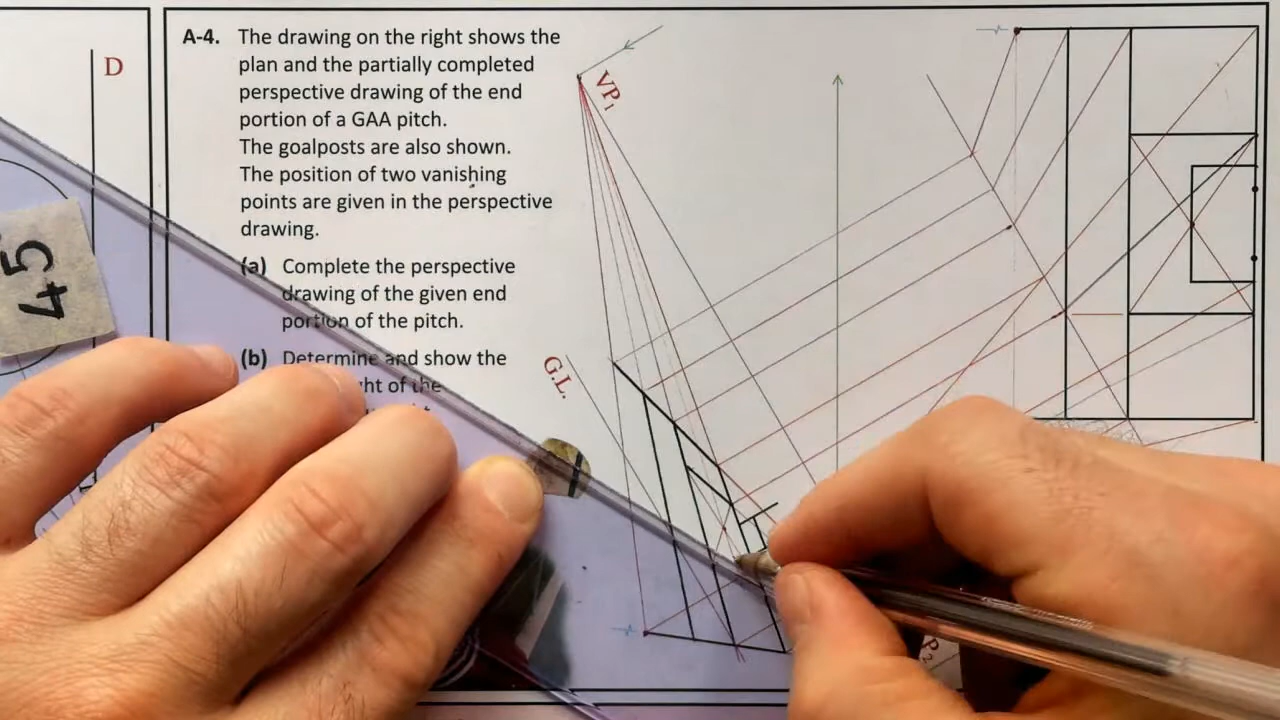 D
A-4. The drawing on the right shows the
plan and the partially completed
perspective drawing of the end
portion of a GAA pitch.
The goalposts are also shown.
The position of two vanishing
points are given in the perspective
drawing.
(a) Complete the perspective
drawing of the given end
portion of the pitch.
(b) Determine and show the
of the
VP1
G.L.
45